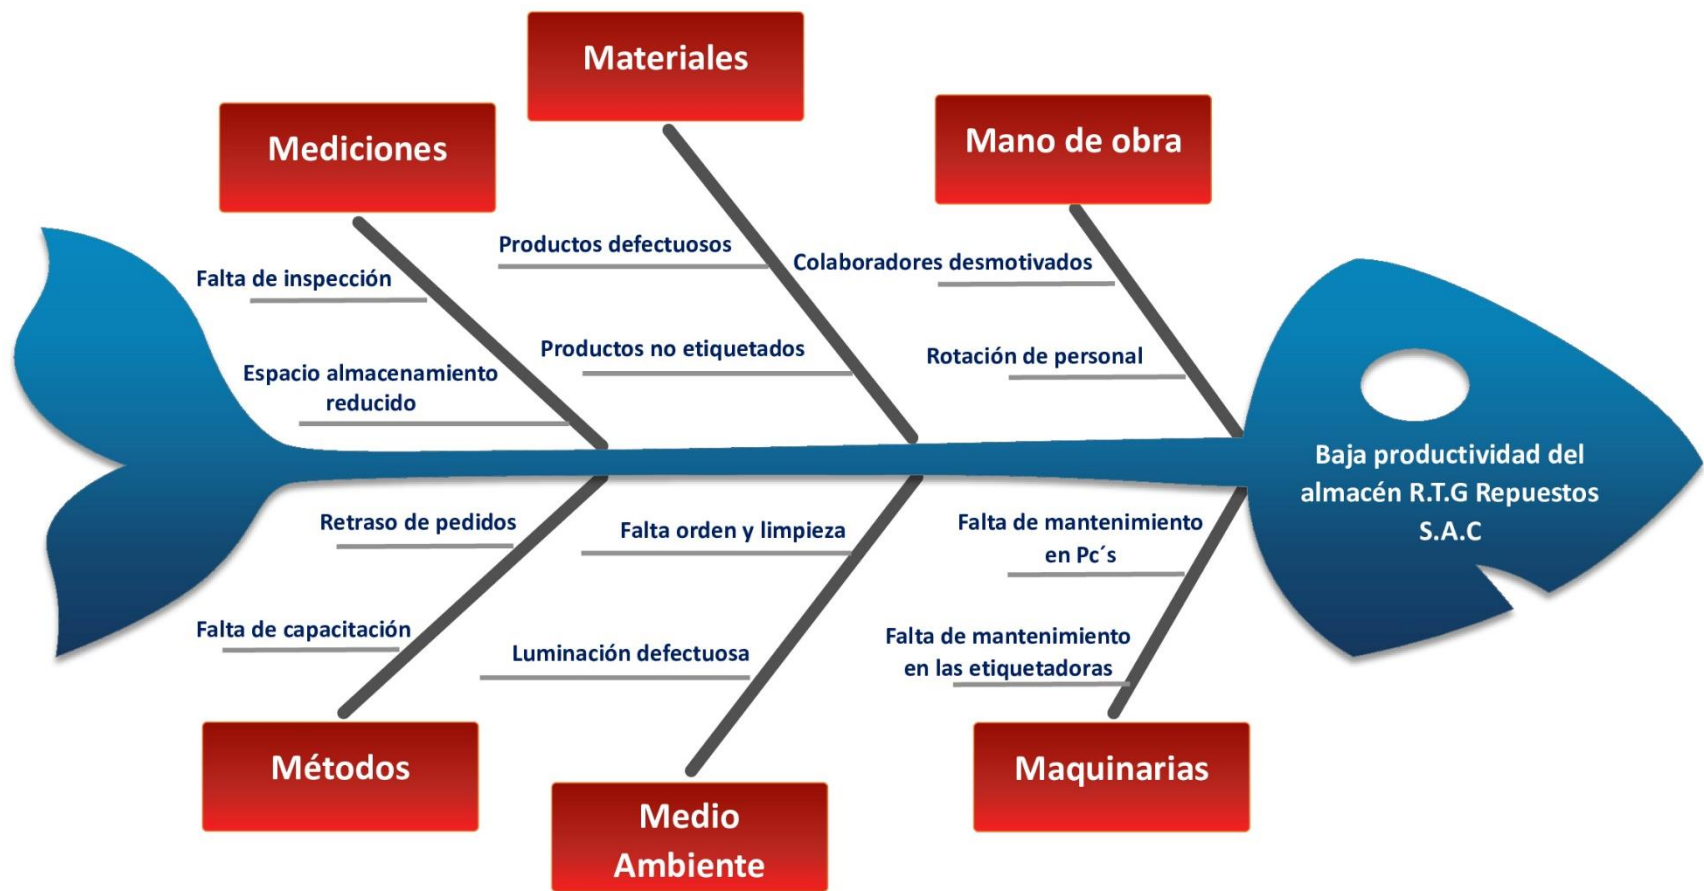 Materiales
Mediciones
Mano de obra
Productos defectuosos
Colaboradores desmotivados
Falta de inspección
Productos no etiquetados
Rotación de personal
Espacio almacenamiento
reducido
Baja productividad del
almacén R.T.G Repuestos
S.A.C
Retraso de pedidos
Falta orden y limpieza
Falta de mantenimiento
en Pc´s
Falta de capacitación
Luminación defectuosa
Falta de mantenimiento
en las etiquetadoras
Métodos
Medio
Ambiente
Maquinarias